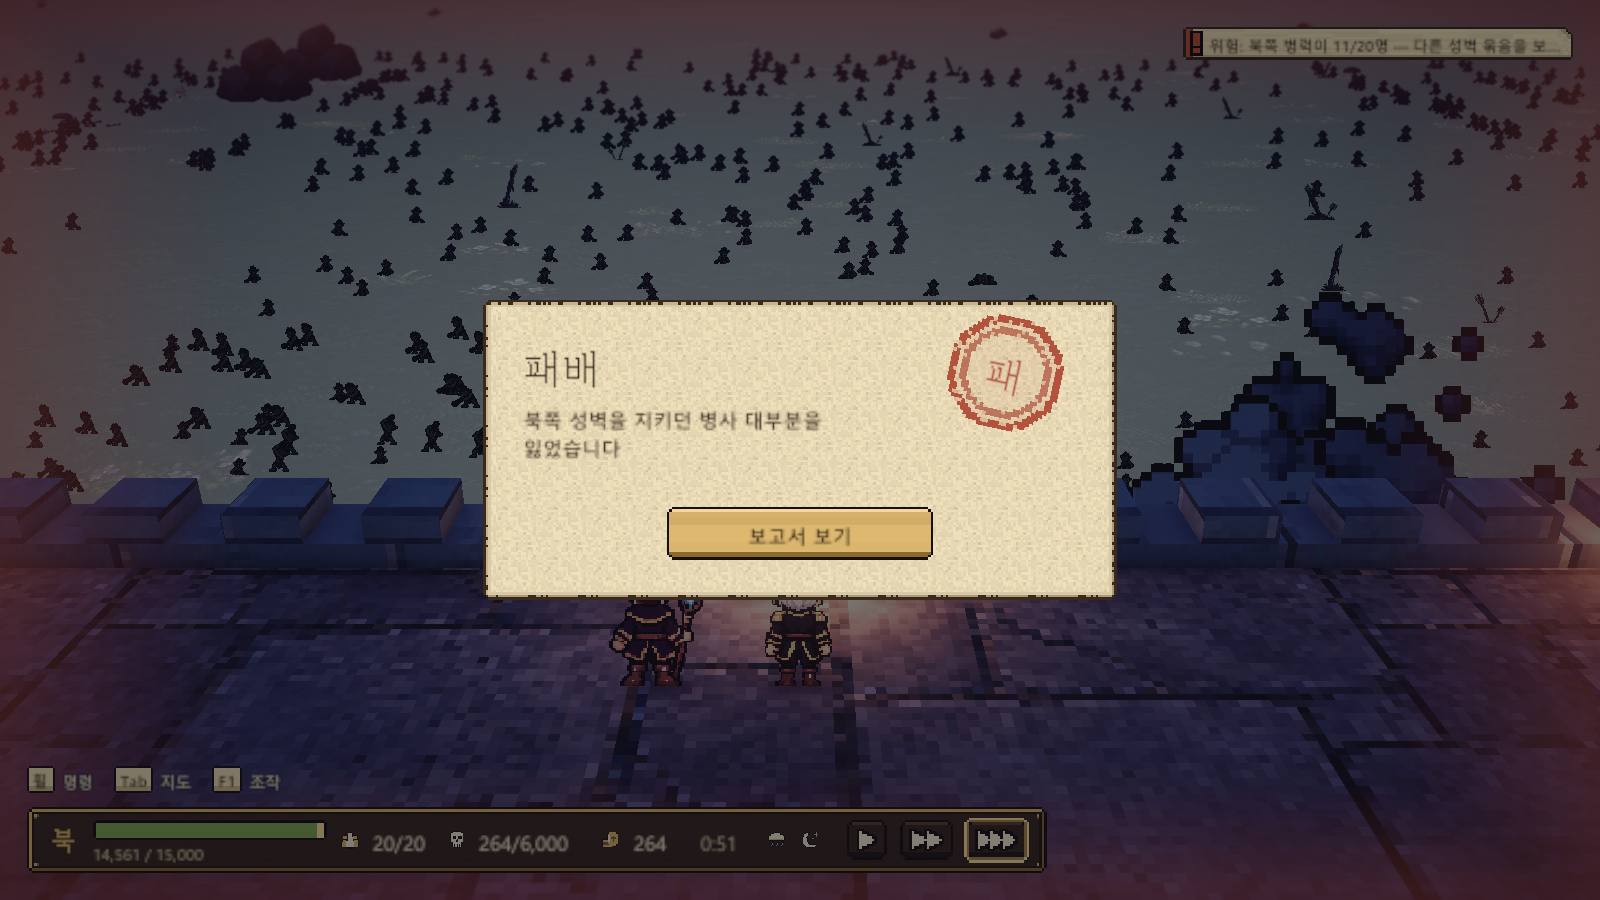 위험: 북쪽 병력이 11/20명 — 다른 성벽 묶음을 보...
패배
패
북쪽 성벽을 지키던 병사 대부분을
잃었습니다
보고서 보기
휠 명령 Tab 지도 F1 조작
북 14,561 / 15,000 20/20 264/6,000 264 0:51